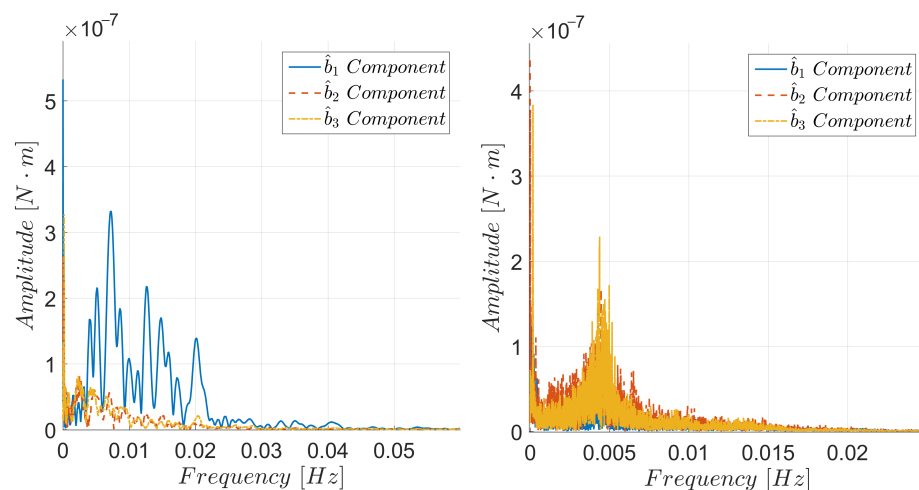 ×10⁻⁷
b̂₁ Component
b̂₂ Component
b̂₃ Component
5
4
3
2
1
0
Amplitude [N · m]
0 0.01 0.02 0.03 0.04 0.05
Frequency [Hz]
×10⁻⁷
b̂₁ Component
b̂₂ Component
b̂₃ Component
4
3
2
1
0
Amplitude [N · m]
0 0.005 0.01 0.015 0.02
Frequency [Hz]